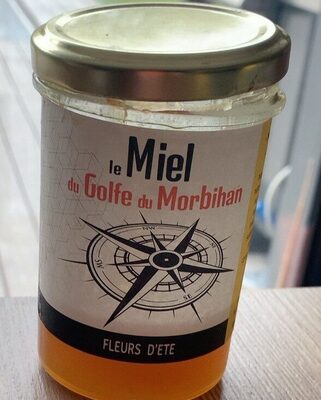 le Miel
du Golfe du Morbihan
FLEURS D'ETE